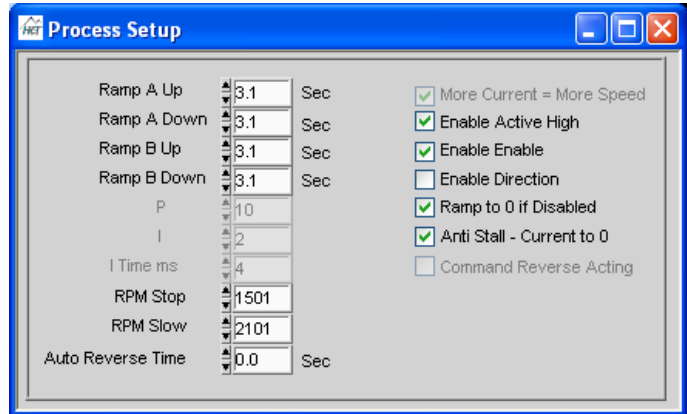 HCT Process Setup
Ramp A Up 3.1 Sec
Ramp A Down 3.1 Sec
Ramp B Up 3.1 Sec
Ramp B Down 3.1 Sec
P 10
I 2
I Time ms 4
RPM Stop 1501
RPM Slow 2101
Auto Reverse Time 0.0 Sec
More Current = More Speed
Enable Active High
Enable Enable
Enable Direction
Ramp to 0 if Disabled
Anti Stall - Current to 0
Command Reverse Acting